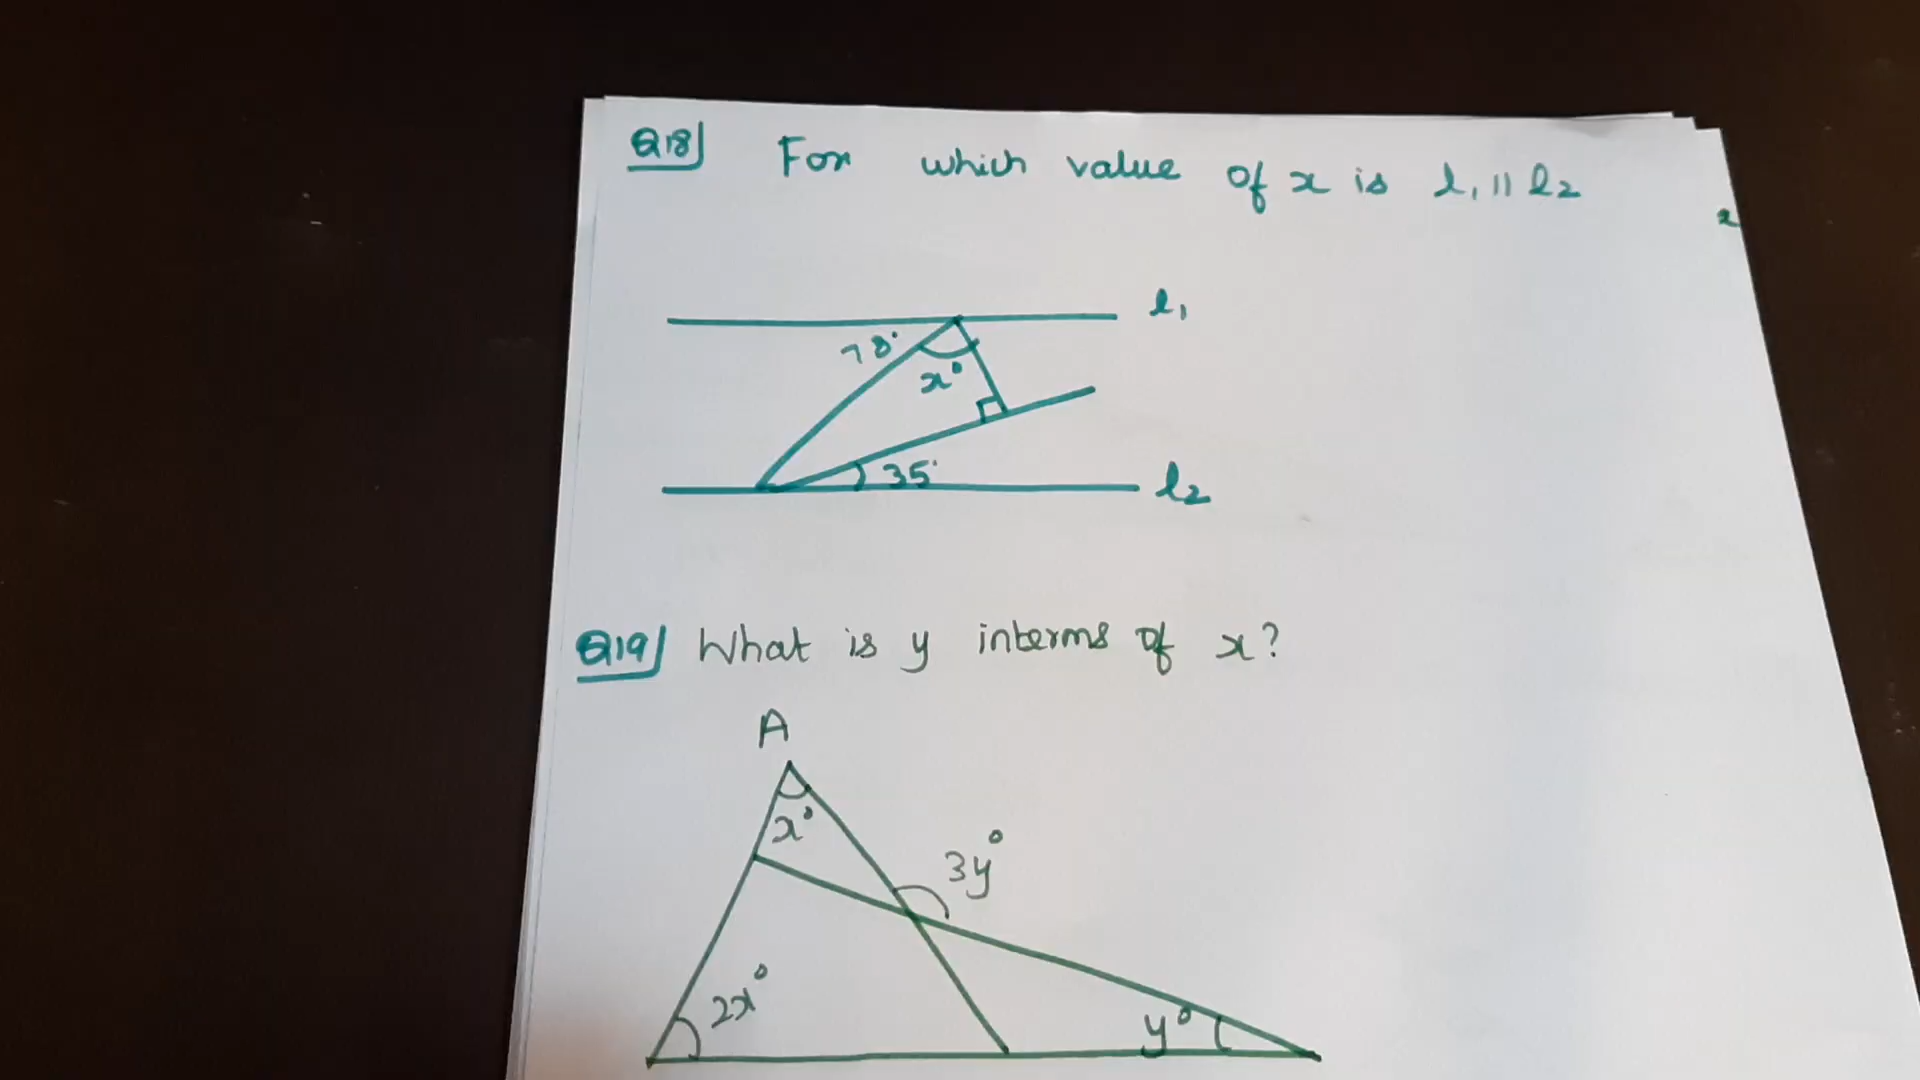 Q18] For which value of x is l₁ || l₂
x
l₁
78°
x°
35°
l₂
Q19] What is y interms of x?
A
x°
3y°
2x°
y°